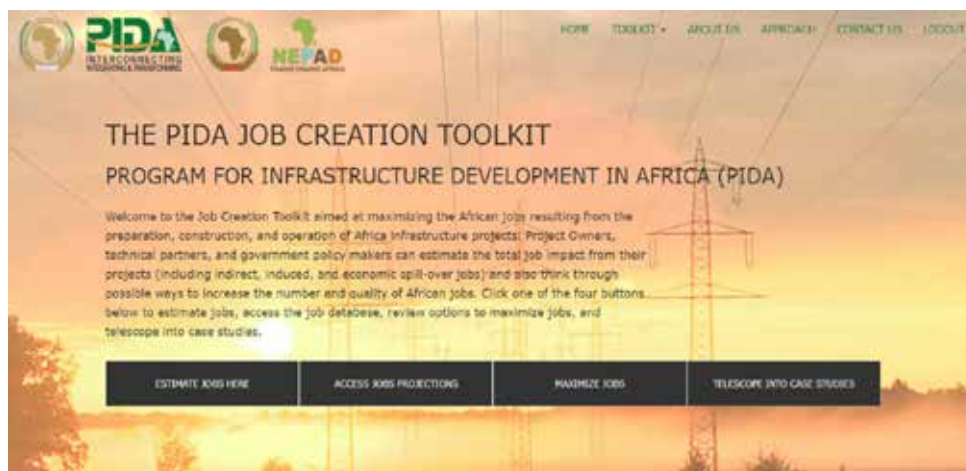 PIDA
INTERCONNECTING
INTEGRATING & TRANSFORMING
NEPAD
HOME TOOLKIT ABOUT US APPROACH CONTACT US LOGOUT
THE PIDA JOB CREATION TOOLKIT
PROGRAM FOR INFRASTRUCTURE DEVELOPMENT IN AFRICA (PIDA)
Welcome to the Job Creation Toolkit aimed at maximizing the African jobs resulting from the
preparation, construction, and operation of Africa Infrastructure projects. Project Owners,
technical partners, and government policy makers can estimate the total job impact from their
projects (including indirect, induced, and economic spill-over jobs) and also think through
possible ways to increase the number and quality of African jobs. Click one of the four buttons
below to estimate jobs, access the job database, review options to maximize jobs, and
telescope into case studies.
ESTIMATE JOBS HERE ACCESS JOBS PROJECTIONS MAXIMIZE JOBS TELESCOPE INTO CASE STUDIES